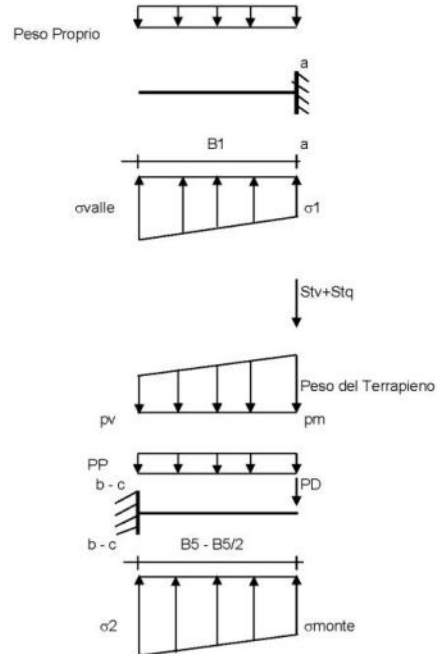 Peso Proprio
a
B1
a
σvalle
σ1
Stv+Stq
Peso del Terrapieno
pv
pm
PP
b - c
PD
b - c
B5 - B5/2
σ2
σmonte